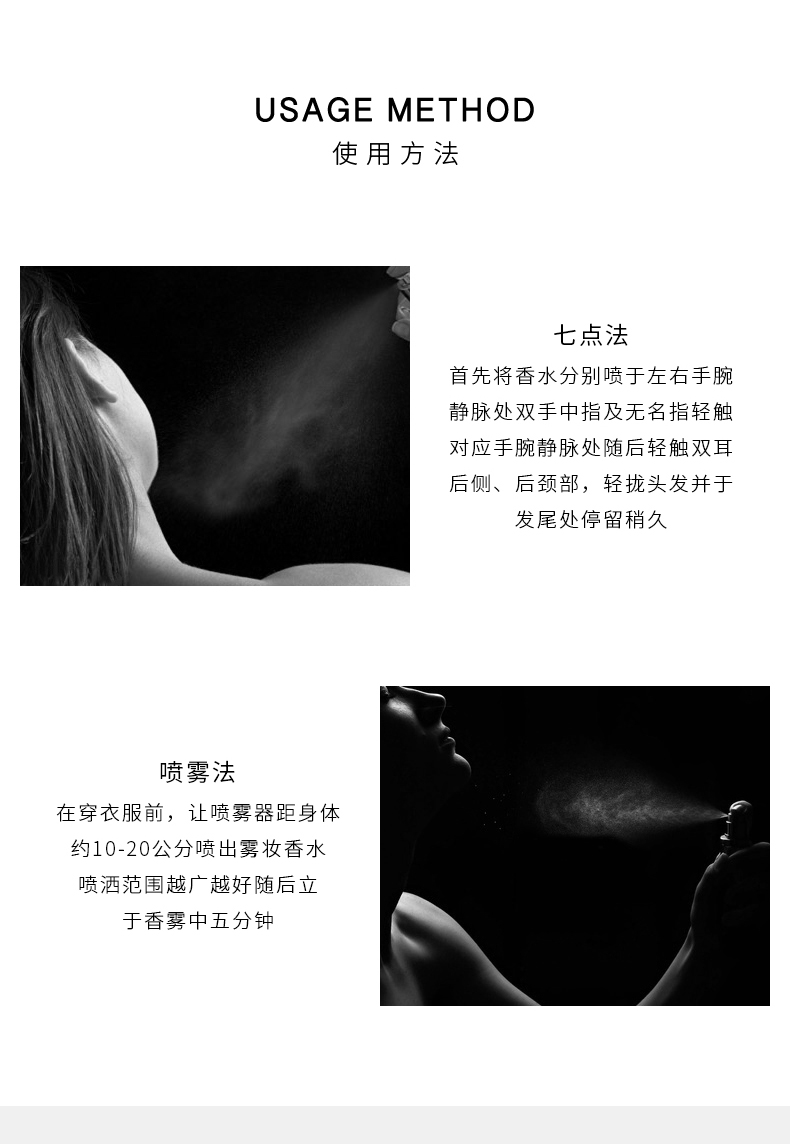 USAGE METHOD
使用方法
七点法
首先将香水分别喷于左右手腕
静脉处双手中指及无名指轻触
对应手腕静脉处随后轻触双耳
后侧、后颈部，轻拢头发并于
发尾处停留稍久
喷雾法
在穿衣服前，让喷雾器距身体
约10-20公分喷出雾妆香水
喷洒范围越广越好随后立
于香雾中五分钟